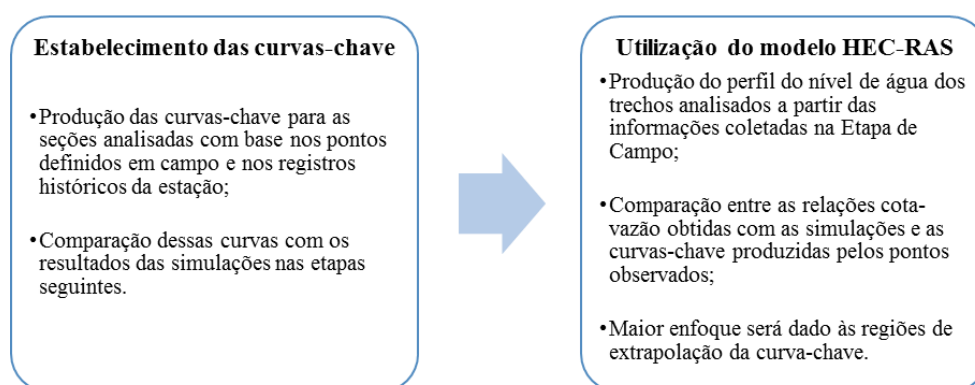 Estabelecimento das curvas-chave
•Produção das curvas-chave para as
seções analisadas com base nos pontos
definidos em campo e nos registros
históricos da estação;
•Comparação dessas curvas com os
resultados das simulações nas etapas
seguintes.
Utilização do modelo HEC-RAS
•Produção do perfil do nível de água dos
trechos analisados a partir das
informações coletadas na Etapa de
Campo;
•Comparação entre as relações cota-
vazão obtidas com as simulações e as
curvas-chave produzidas pelos pontos
observados;
•Maior enfoque será dado às regiões de
extrapolação da curva-chave.